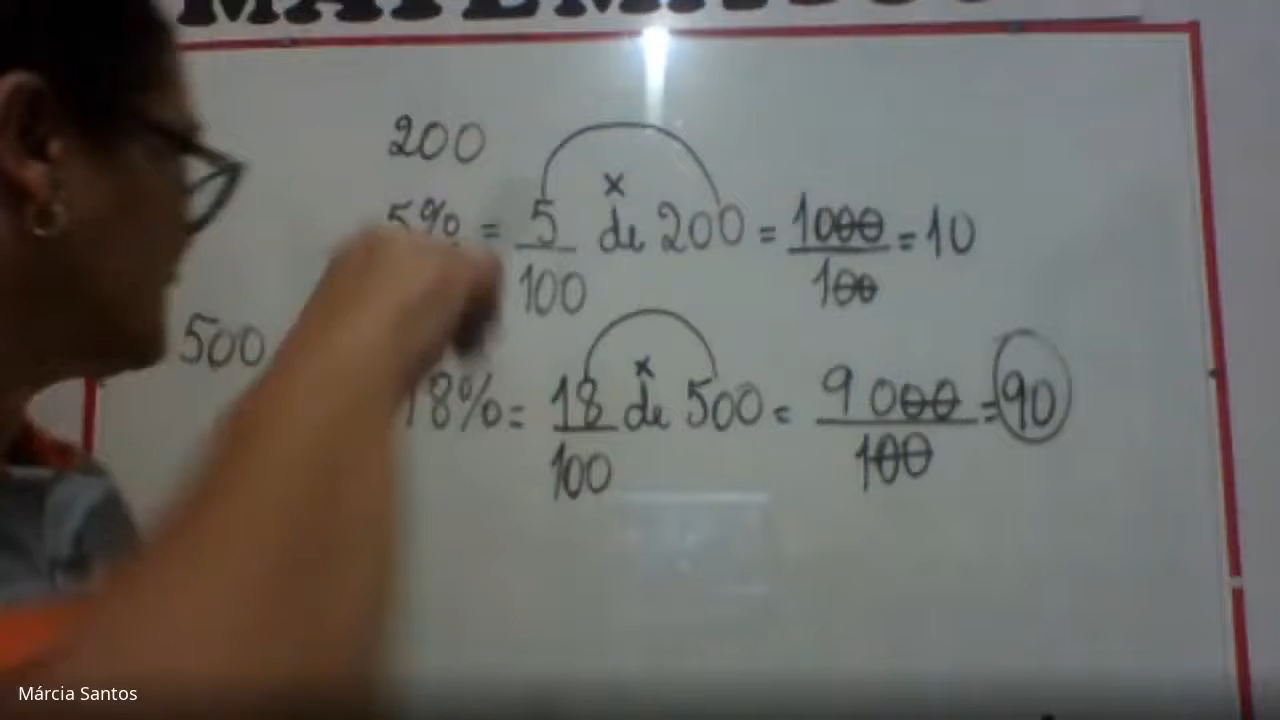 MATEMÁTICO
200
5% = 5/100 x de 200 = 1000/100 = 10
500
18% = 18/100 x de 500 = 9000/100 = 90
Márcia Santos